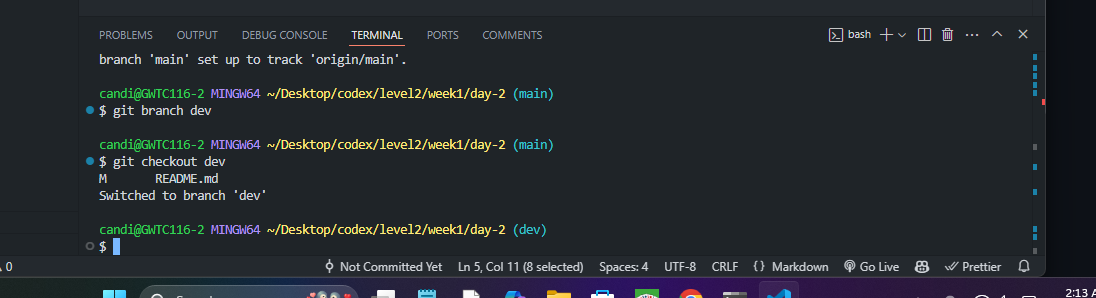 PROBLEMS OUTPUT DEBUG CONSOLE TERMINAL PORTS COMMENTS bash
branch 'main' set up to track 'origin/main'.
candi@GWTC116-2 MINGW64 ~/Desktop/codex/level2/week1/day-2 (main)
$ git branch dev
candi@GWTC116-2 MINGW64 ~/Desktop/codex/level2/week1/day-2 (main)
$ git checkout dev
M README.md
Switched to branch 'dev'
candi@GWTC116-2 MINGW64 ~/Desktop/codex/level2/week1/day-2 (dev)
$
0 Not Committed Yet Ln 5, Col 11 (8 selected) Spaces: 4 UTF-8 CRLF {} Markdown Go Live Prettier
2:13 A